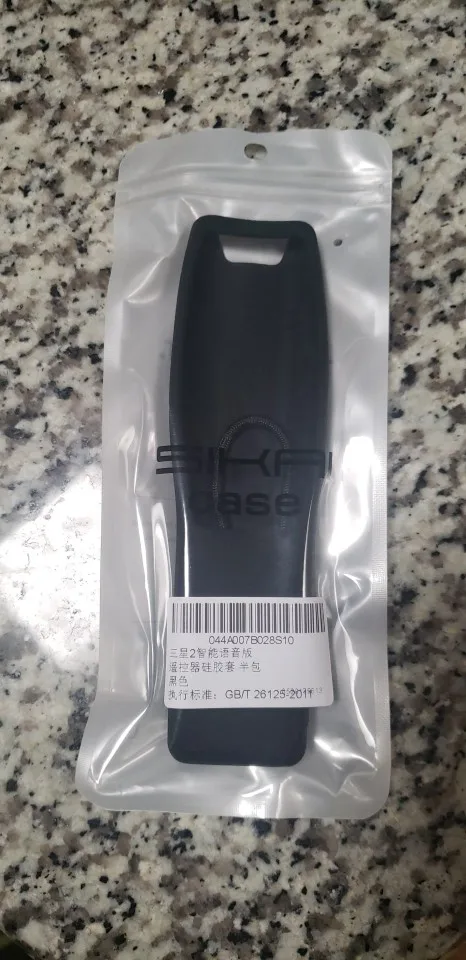 SIKAI
case
044A007B028S10
三星2智能语音版
遥控器硅胶套 半包
黑色
执行标准: GB/T 26125-2011